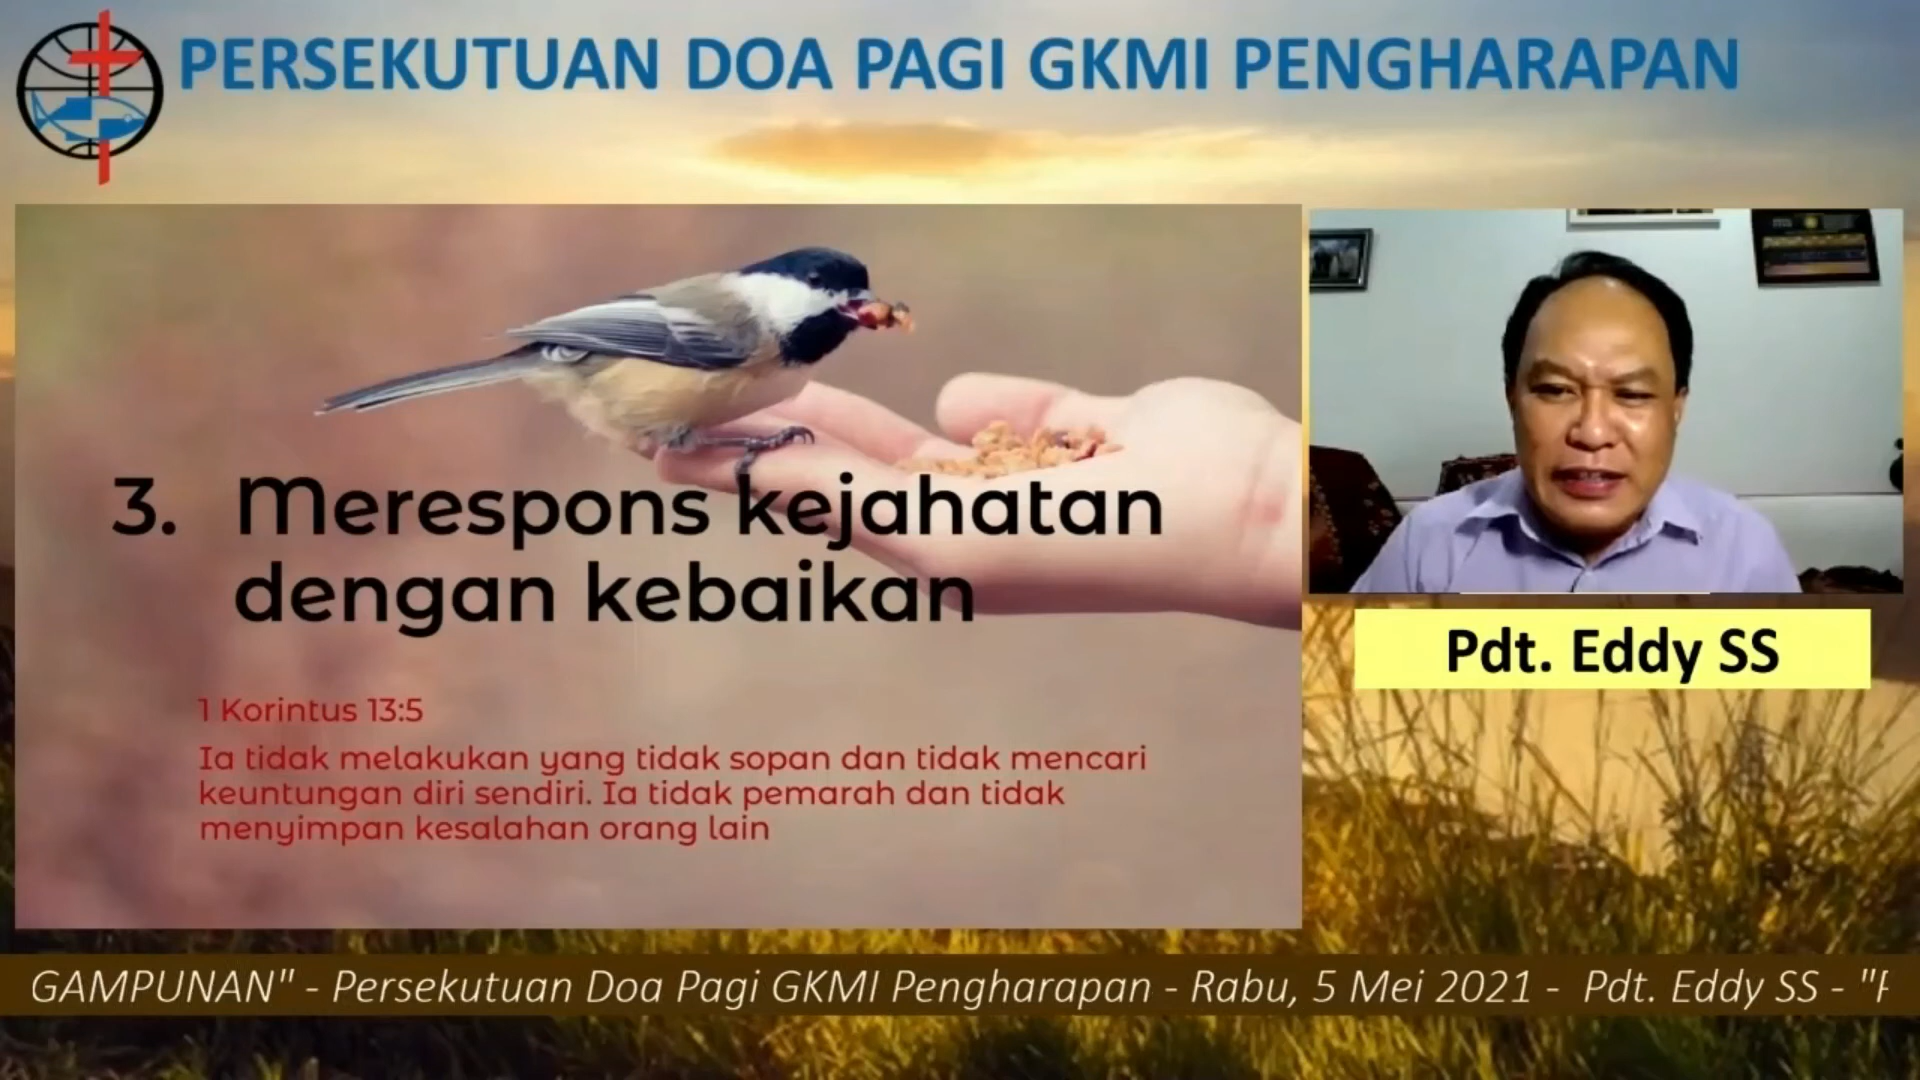 PERSEKUTUAN DOA PAGI GKMI PENGHARAPAN
3. Merespons kejahatan
dengan kebaikan
1 Korintus 13:5
Ia tidak melakukan yang tidak sopan dan tidak mencari
keuntungan diri sendiri. Ia tidak pemarah dan tidak
menyimpan kesalahan orang lain
Pdt. Eddy SS
GAMPUNAN" - Persekutuan Doa Pagi GKMI Pengharapan - Rabu, 5 Mei 2021 - Pdt. Eddy SS - "